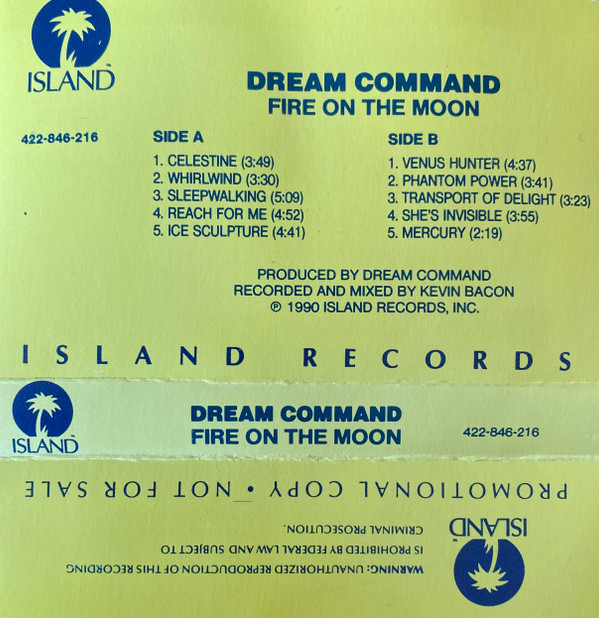 ISLAND™
DREAM COMMAND
FIRE ON THE MOON
422-846-216
SIDE A
1. CELESTINE (3:49)
2. WHIRLWIND (3:30)
3. SLEEPWALKING (5:09)
4. REACH FOR ME (4:52)
5. ICE SCULPTURE (4:41)
SIDE B
1. VENUS HUNTER (4:37)
2. PHANTOM POWER (3:41)
3. TRANSPORT OF DELIGHT (3:23)
4. SHE'S INVISIBLE (3:55)
5. MERCURY (2:19)
PRODUCED BY DREAM COMMAND
RECORDED AND MIXED BY KEVIN BACON
℗ 1990 ISLAND RECORDS, INC.
ISLAND RECORDS
ISLAND
DREAM COMMAND
FIRE ON THE MOON
422-846-216
PROMOTIONAL COPY • NOT FOR SALE
ISLAND
WARNING: UNAUTHORIZED REPRODUCTION OF THIS RECORDING
IS PROHIBITED BY FEDERAL LAW AND SUBJECT TO
CRIMINAL PROSECUTION.